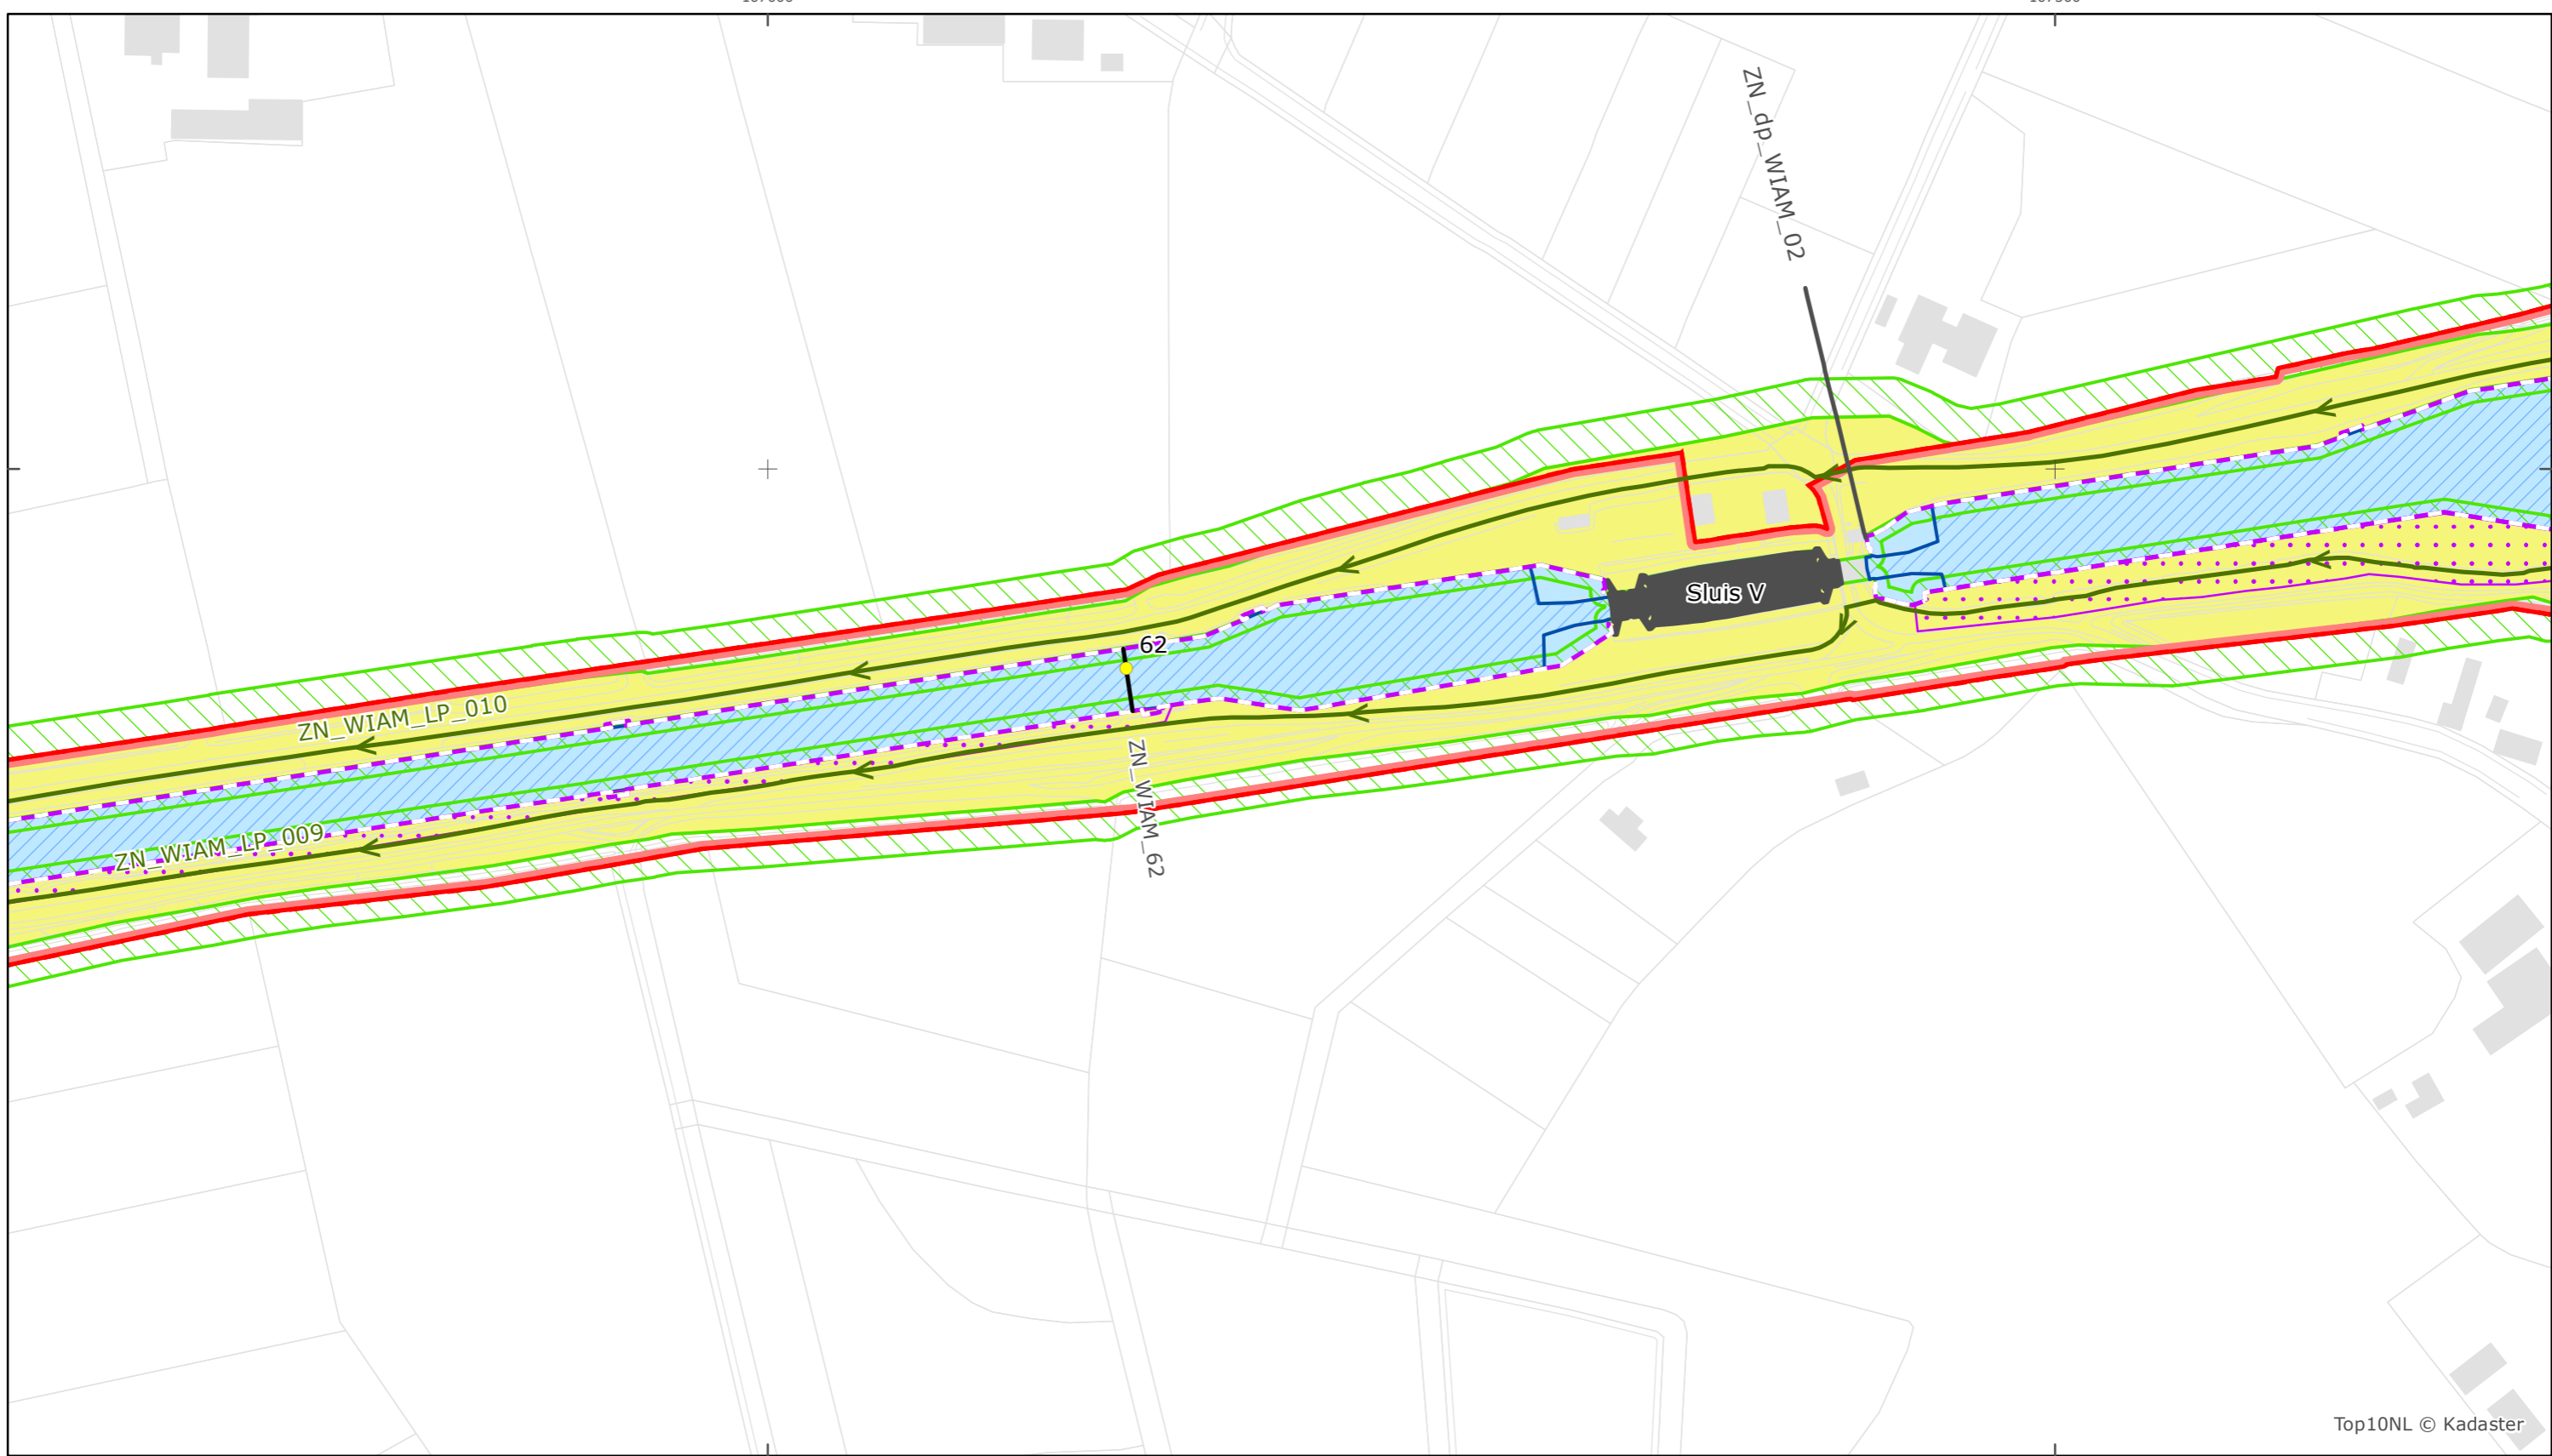 ZN_dp_WIAM_02
Sluis V
62
ZN_WIAM_LP_010
ZN_WIAM_62
ZN_WIAM_LP_009
Top10NL © Kadaster